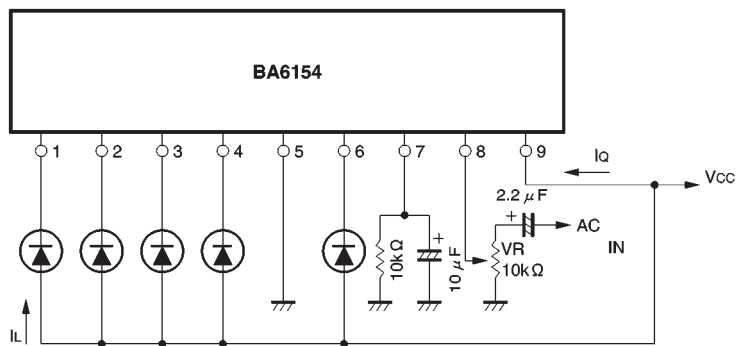 BA6154
1 2 3 4 5 6 7 8 9
IQ
VCC
2.2 μF
+
AC
IN
VR
10kΩ
10kΩ
+
10 μF
IL